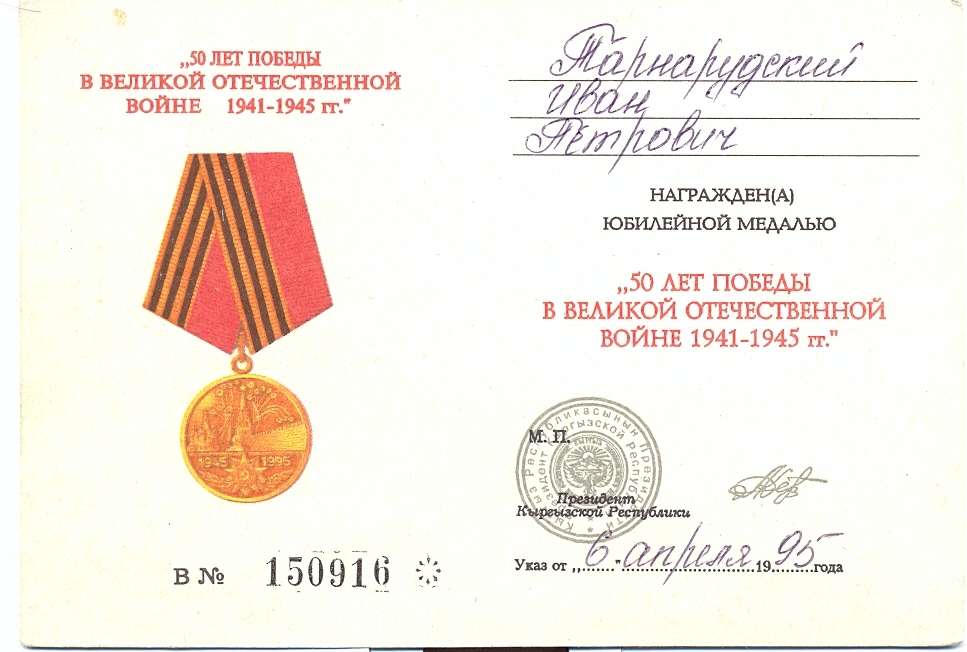 „50 ЛЕТ ПОБЕДЫ
В ВЕЛИКОЙ ОТЕЧЕСТВЕННОЙ
ВОЙНЕ 1941-1945 гг."
1945 1995
В № 150916
Тарнарудский
Иван
Петрович
НАГРАЖДЕН(А)
ЮБИЛЕЙНОЙ МЕДАЛЬЮ
„50 ЛЕТ ПОБЕДЫ
В ВЕЛИКОЙ ОТЕЧЕСТВЕННОЙ
ВОЙНЕ 1941-1945 гг."
М. П.
Президент
Кыргызской Республики
Указ от „6" апреля 1995 года